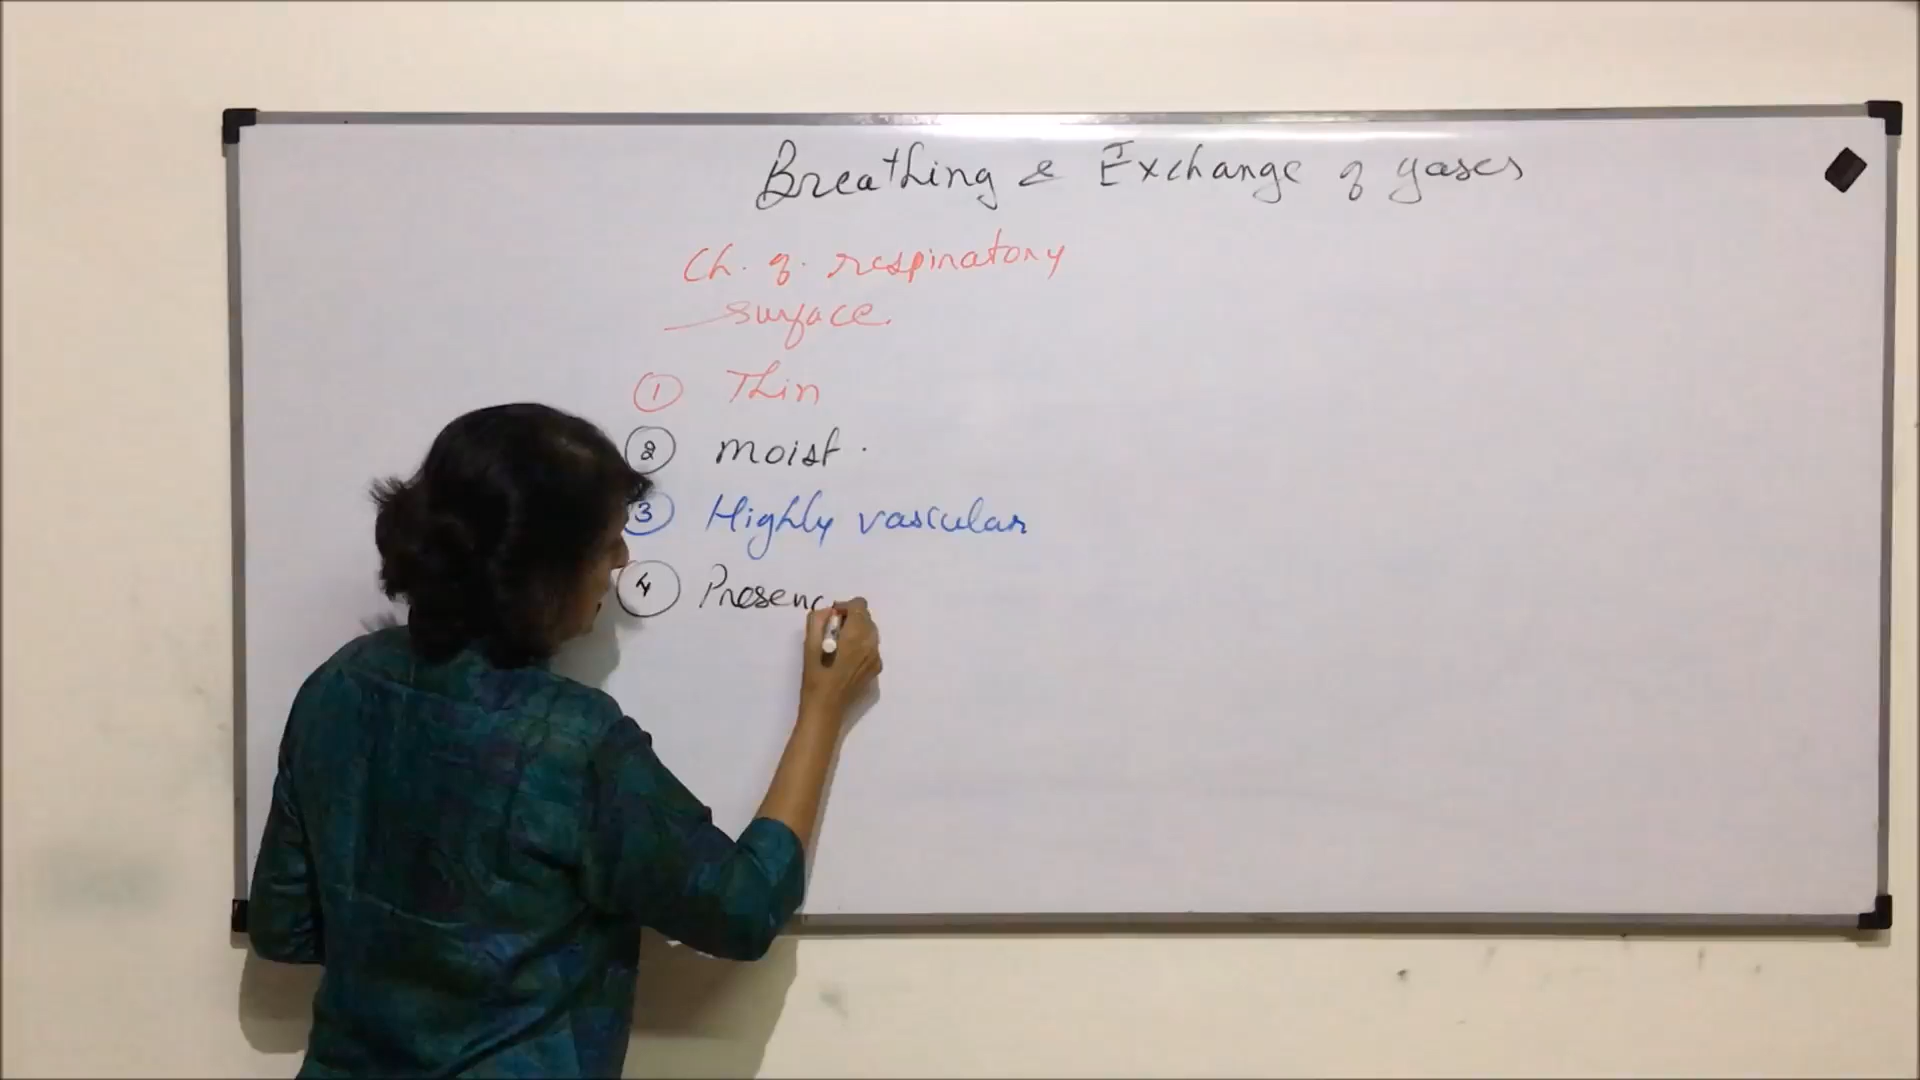 Breathing & Exchange of gases
Ch. of. respiratory
surface.
① Thin
② moist.
③ Highly vascular
④ Presenc